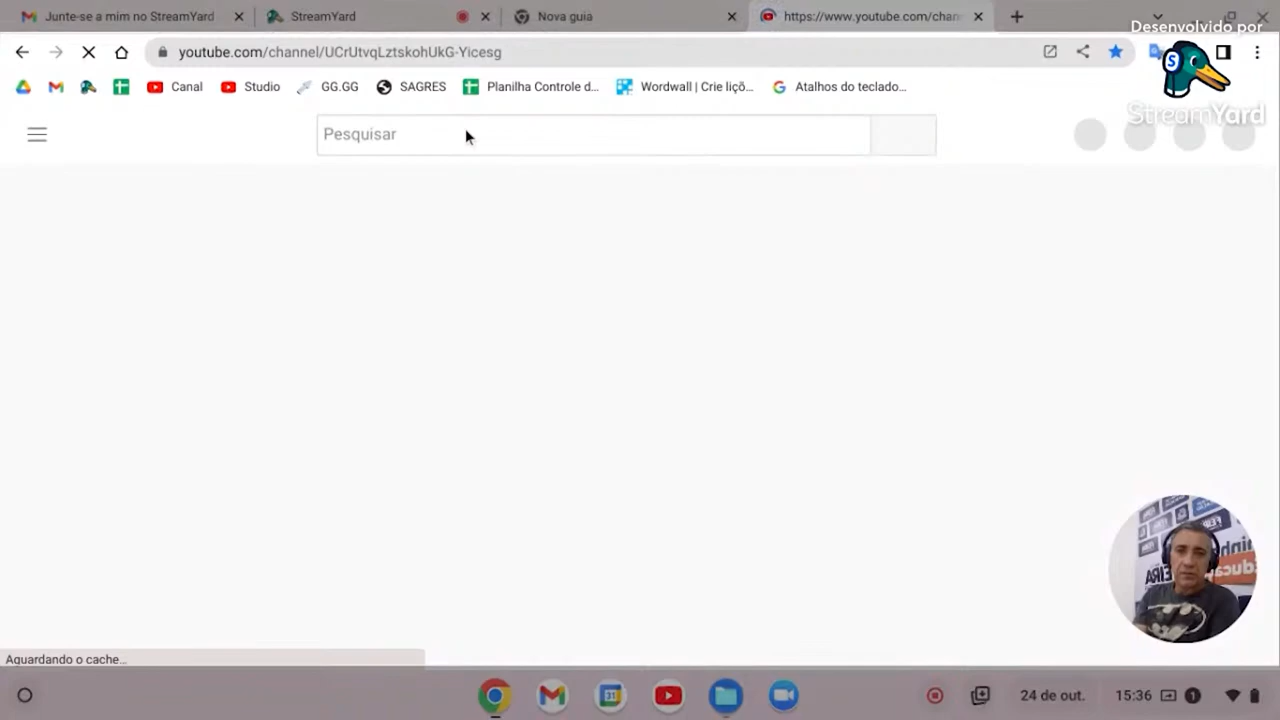 Junte-se a mim no StreamYard
StreamYard
Nova guia
https://www.youtube.com/chan
Desenvolvido por
StreamYard
youtube.com/channel/UCrUtvqLztskohUkG-Yicesg
Canal
Studio
GG.GG
SAGRES
Planilha Controle d...
Wordwall | Crie liçõ...
Atalhos do teclado...
Pesquisar
Aguardando o cache...
24 de out.
15:36
1